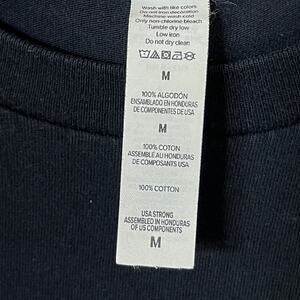 Wash with like colors
Do not iron decoration
Machine wash cold
Only non-chlorine bleach
Tumble dry low
Low iron
Do not dry clean
M
100% ALGODÓN
ENSAMBLADO EN HONDURAS
DE COMPONENTES DE USA
M
100% COTON
ASSEMBLÉ AU HONDURAS
DE COMPOSANTS USA
100% COTTON
USA STRONG
ASSEMBLED IN HONDURAS
OF US COMPONENTS
M